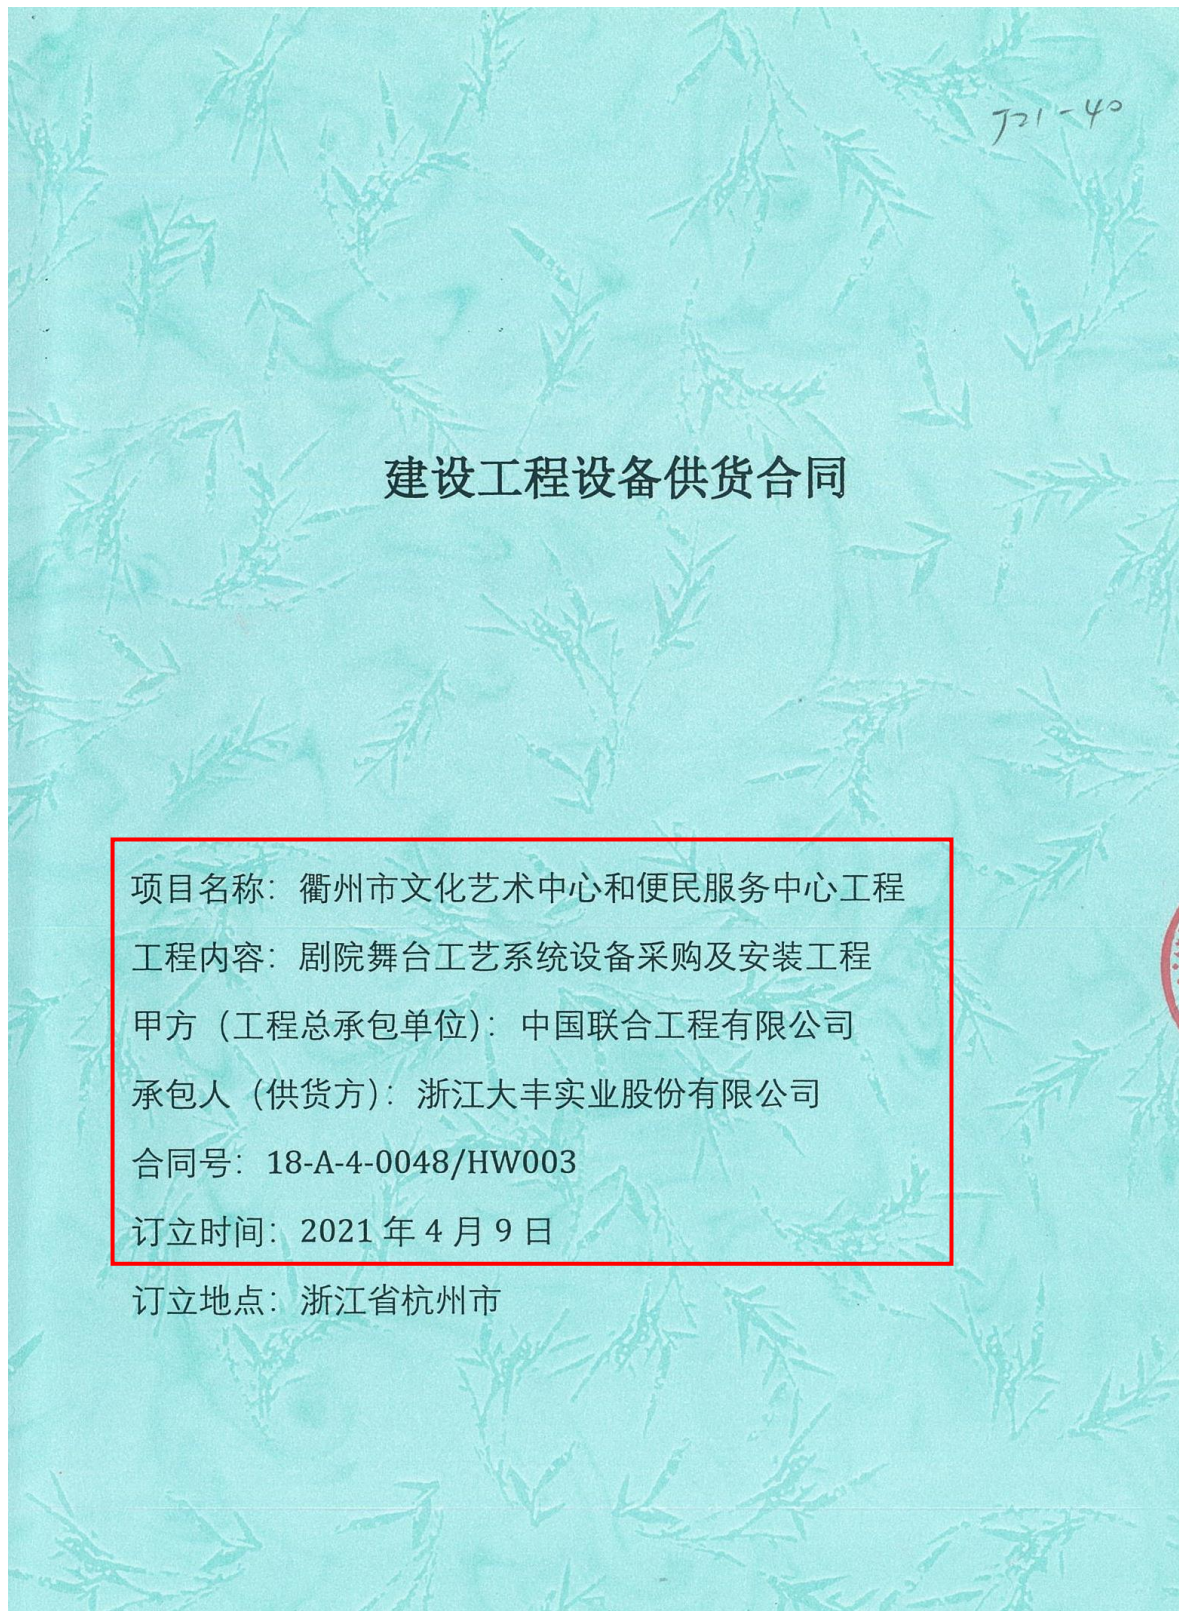 J21-40
建设工程设备供货合同
项目名称：衢州市文化艺术中心和便民服务中心工程
工程内容：剧院舞台工艺系统设备采购及安装工程
甲方（工程总承包单位）：中国联合工程有限公司
承包人（供货方）：浙江大丰实业股份有限公司
合同号：18-A-4-0048/HW003
订立时间：2021 年 4 月 9 日
订立地点：浙江省杭州市